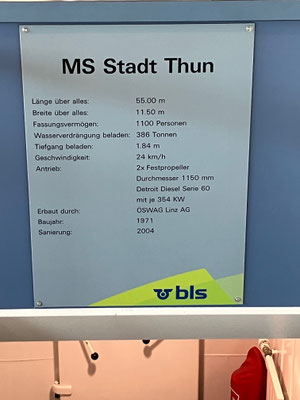 MS Stadt Thun
Länge über alles: 55.00 m
Breite über alles: 11.50 m
Fassungsvermögen: 1100 Personen
Wasserverdrängung beladen: 386 Tonnen
Tiefgang beladen: 1.84 m
Geschwindigkeit: 24 km/h
Antrieb: 2x Festpropeller
Durchmesser 1150 mm
Detroit Diesel Serie 60
mit je 354 KW
Erbaut durch: ÖSWAG Linz AG
Baujahr: 1971
Sanierung: 2004
bls